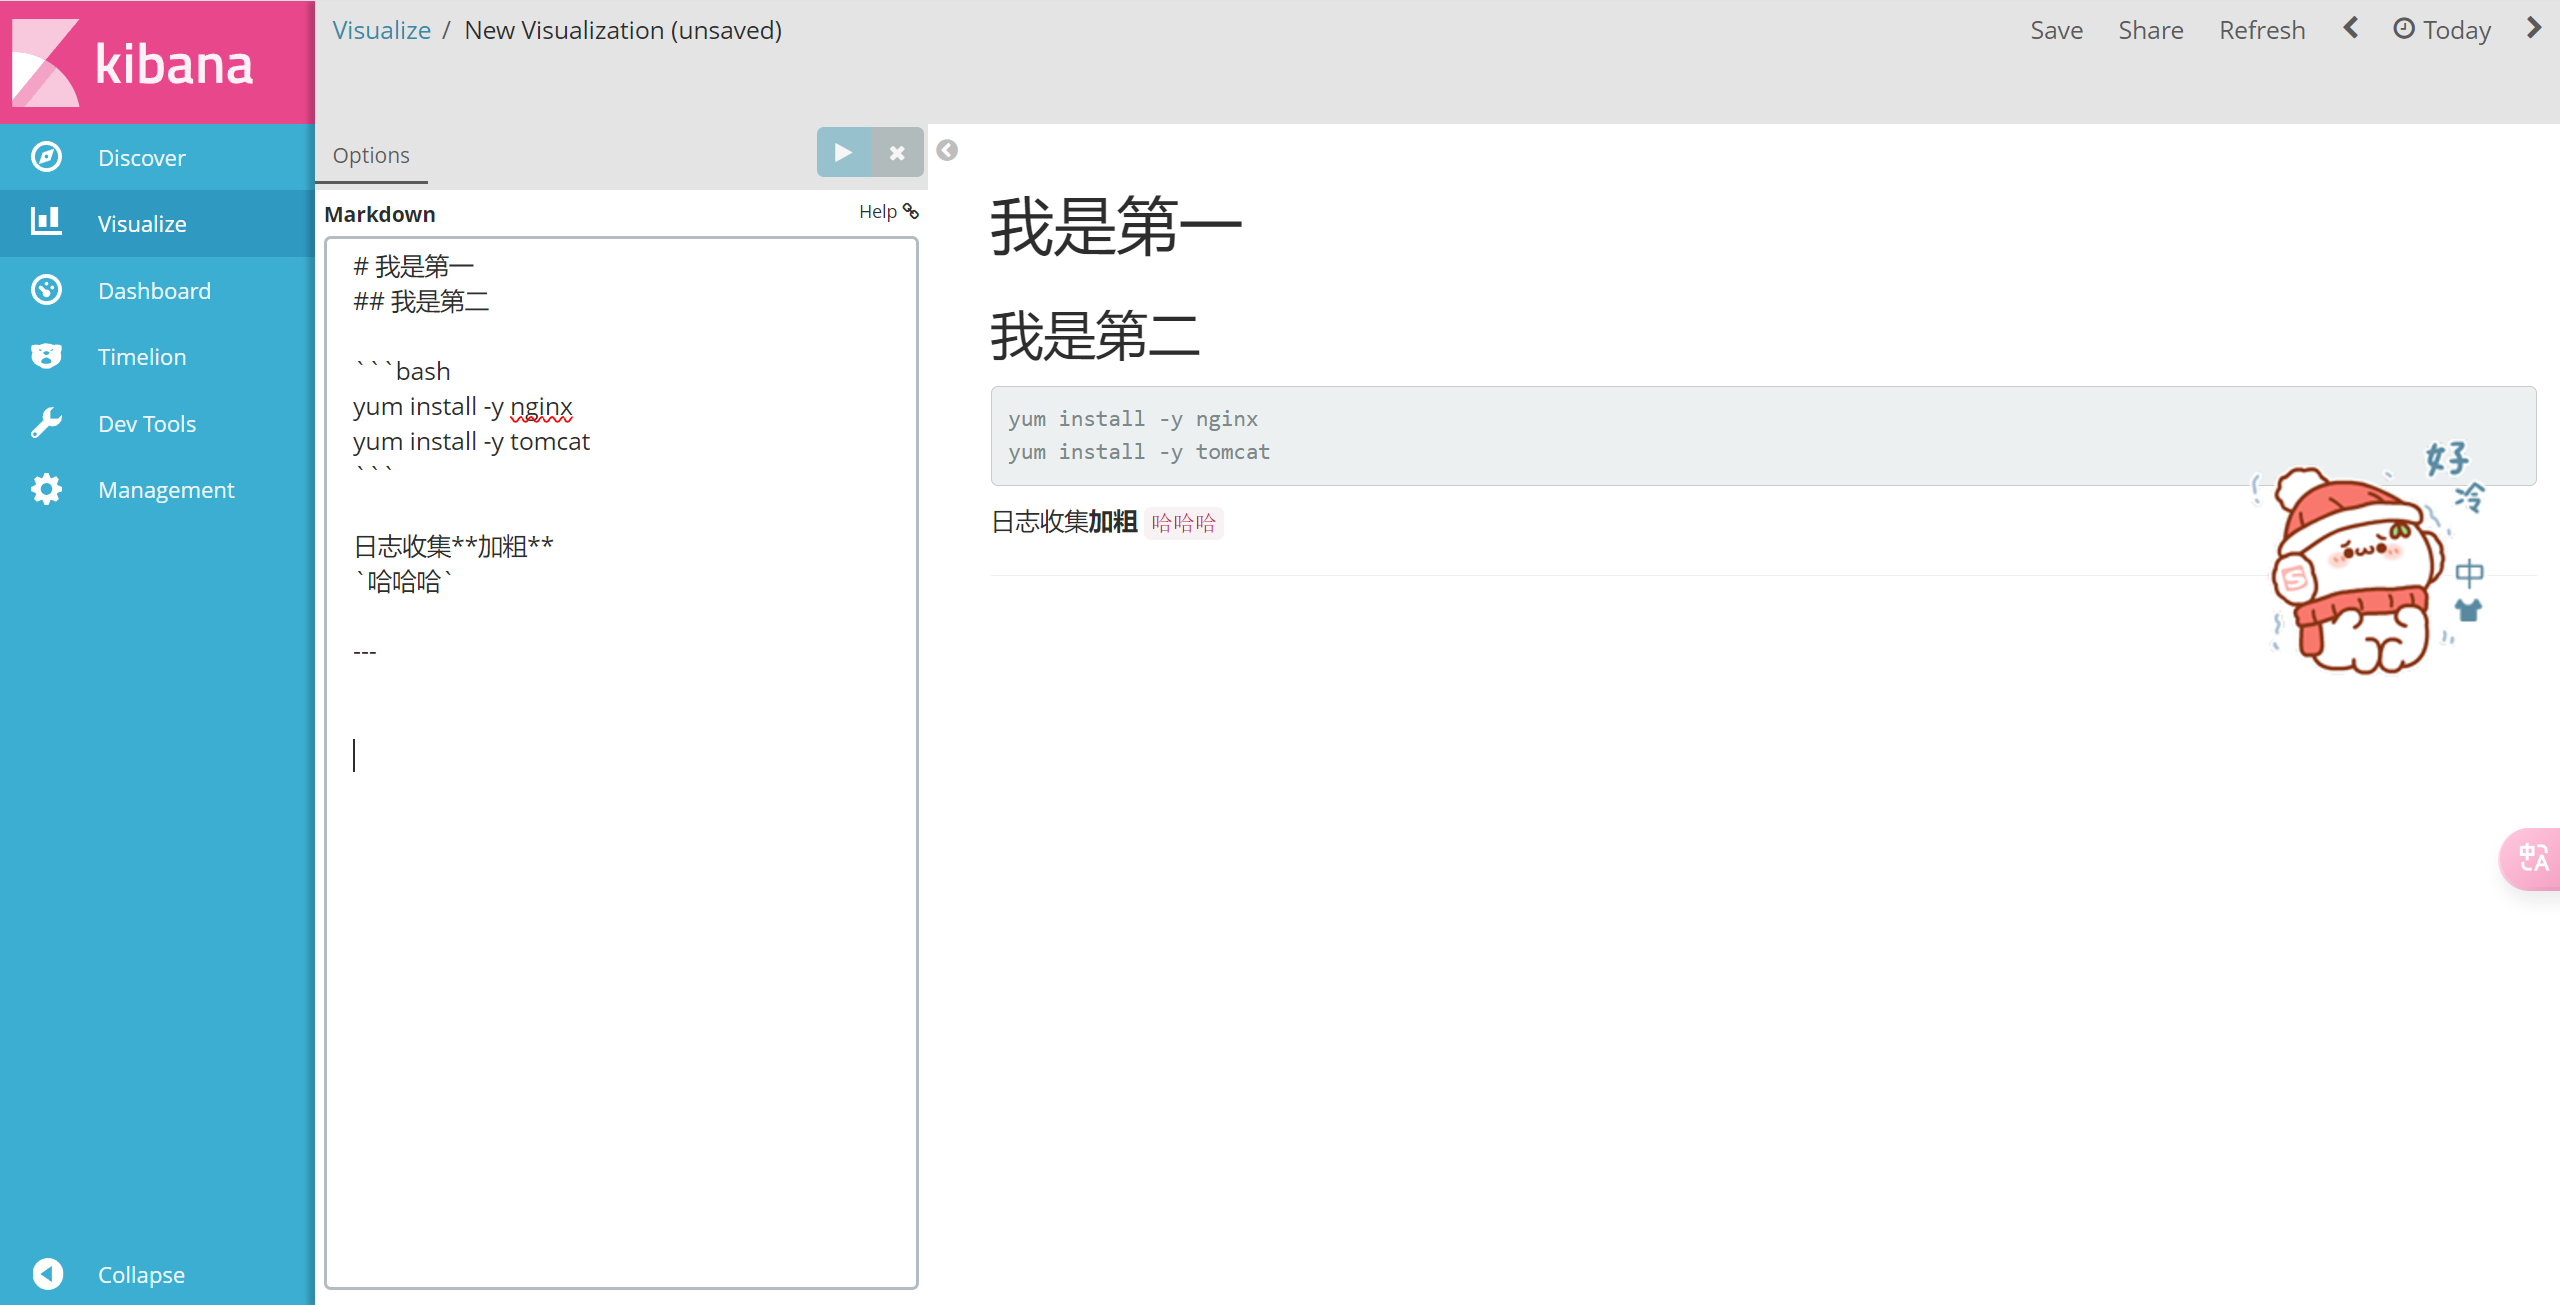 kibana
Discover
Visualize
Dashboard
Timelion
Dev Tools
Management
Collapse
Visualize / New Visualization (unsaved)
Save Share Refresh Today
Options
Markdown
Help
# 我是第一
## 我是第二
```bash
yum install -y nginx
yum install -y tomcat
```
日志收集**加粗**
`哈哈哈`
---
我是第一
我是第二
yum install -y nginx
yum install -y tomcat
日志收集加粗 哈哈哈
好
冷
S
中
中A